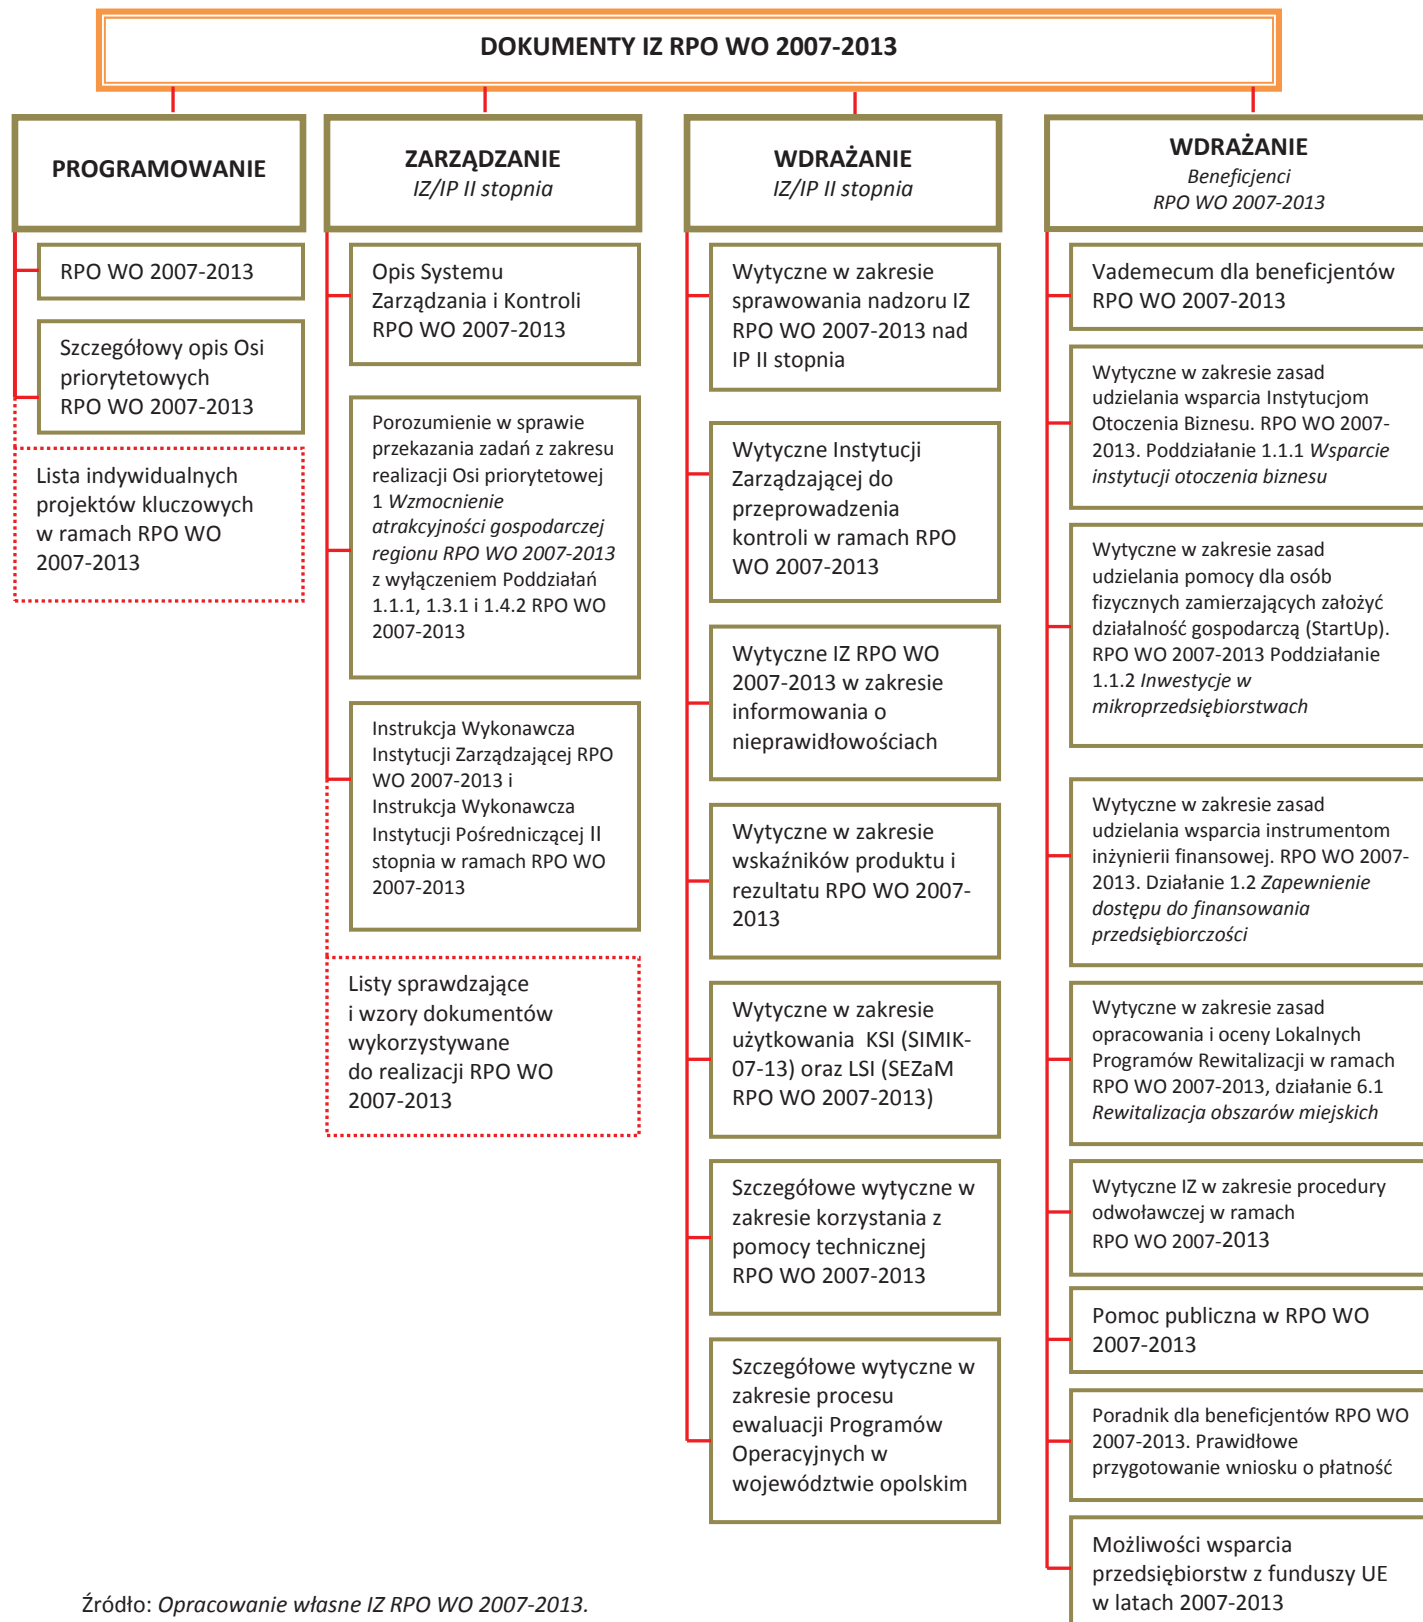 DOKUMENTY IZ RPO WO 2007-2013
PROGRAMOWANIE
RPO WO 2007-2013
Szczegółowy opis Osi
priorytetowych
RPO WO 2007-2013
Lista indywidualnych
projektów kluczowych
w ramach RPO WO
2007-2013
ZARZĄDZANIE
IZ/IP II stopnia
Opis Systemu
Zarządzania i Kontroli
RPO WO 2007-2013
Porozumienie w sprawie
przekazania zadań z zakresu
realizacji Osi priorytetowej
1 Wzmocnienie
atrakcyjności gospodarczej
regionu RPO WO 2007-2013
z wyłączeniem Poddziałań
1.1.1, 1.3.1 i 1.4.2 RPO WO
2007-2013
Instrukcja Wykonawcza
Instytucji Zarządzającej RPO
WO 2007-2013 i
Instrukcja Wykonawcza
Instytucji Pośredniczącej II
stopnia w ramach RPO WO
2007-2013
Listy sprawdzające
i wzory dokumentów
wykorzystywane
do realizacji RPO WO
2007-2013
WDRAŻANIE
IZ/IP II stopnia
Wytyczne w zakresie
sprawowania nadzoru IZ
RPO WO 2007-2013 nad
IP II stopnia
Wytyczne Instytucji
Zarządzającej do
przeprowadzenia
kontroli w ramach RPO
WO 2007-2013
Wytyczne IZ RPO WO
2007-2013 w zakresie
informowania o
nieprawidłowościach
Wytyczne w zakresie
wskaźników produktu i
rezultatu RPO WO 2007-
2013
Wytyczne w zakresie
użytkowania KSI (SIMIK-
07-13) oraz LSI (SEZaM
RPO WO 2007-2013)
Szczegółowe wytyczne w
zakresie korzystania z
pomocy technicznej
RPO WO 2007-2013
Szczegółowe wytyczne w
zakresie procesu
ewaluacji Programów
Operacyjnych w
województwie opolskim
WDRAŻANIE
Beneficjenci
RPO WO 2007-2013
Vademecum dla beneficjentów
RPO WO 2007-2013
Wytyczne w zakresie zasad
udzielania wsparcia Instytucjom
Otoczenia Biznesu. RPO WO 2007-
2013. Poddziałanie 1.1.1 Wsparcie
instytucji otoczenia biznesu
Wytyczne w zakresie zasad
udzielania pomocy dla osób
fizycznych zamierzających założyć
działalność gospodarczą (StartUp).
RPO WO 2007-2013 Poddziałanie
1.1.2 Inwestycje w
mikroprzedsiębiorstwach
Wytyczne w zakresie zasad
udzielania wsparcia instrumentom
inżynierii finansowej. RPO WO 2007-
2013. Działanie 1.2 Zapewnienie
dostępu do finansowania
przedsiębiorczości
Wytyczne w zakresie zasad
opracowania i oceny Lokalnych
Programów Rewitalizacji w ramach
RPO WO 2007-2013, działanie 6.1
Rewitalizacja obszarów miejskich
Wytyczne IZ w zakresie procedury
odwoławczej w ramach
RPO WO 2007-2013
Pomoc publiczna w RPO WO
2007-2013
Poradnik dla beneficjentów RPO WO
2007-2013. Prawidłowe
przygotowanie wniosku o płatność
Możliwości wsparcia
przedsiębiorstw z funduszy UE
w latach 2007-2013
Źródło: Opracowanie własne IZ RPO WO 2007-2013.